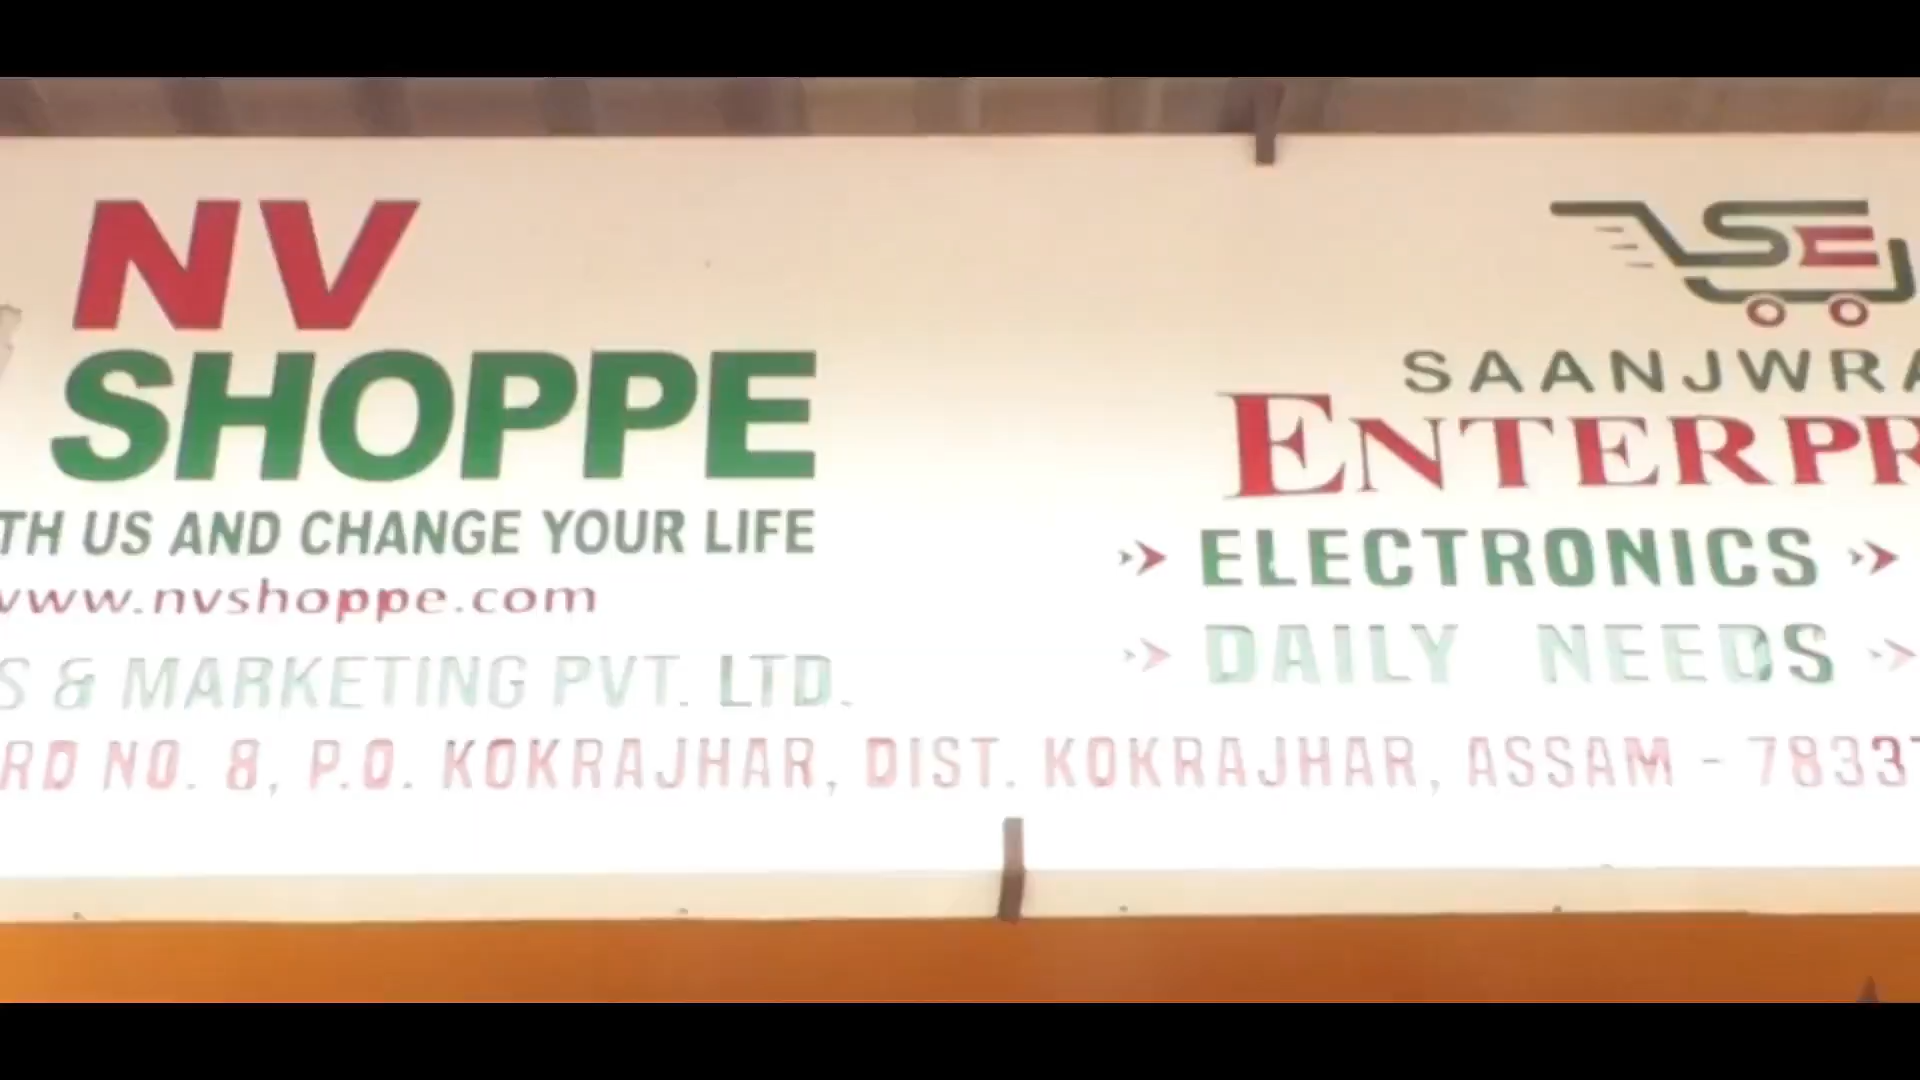 NV
SHOPPE
TH US AND CHANGE YOUR LIFE
www.nvshoppe.com
S & MARKETING PVT. LTD.
SE
SAANJWRA
ENTERPR
ELECTRONICS
DAILY NEEDS
RD NO. 8, P.O. KOKRAJHAR, DIST. KOKRAJHAR, ASSAM - 7833